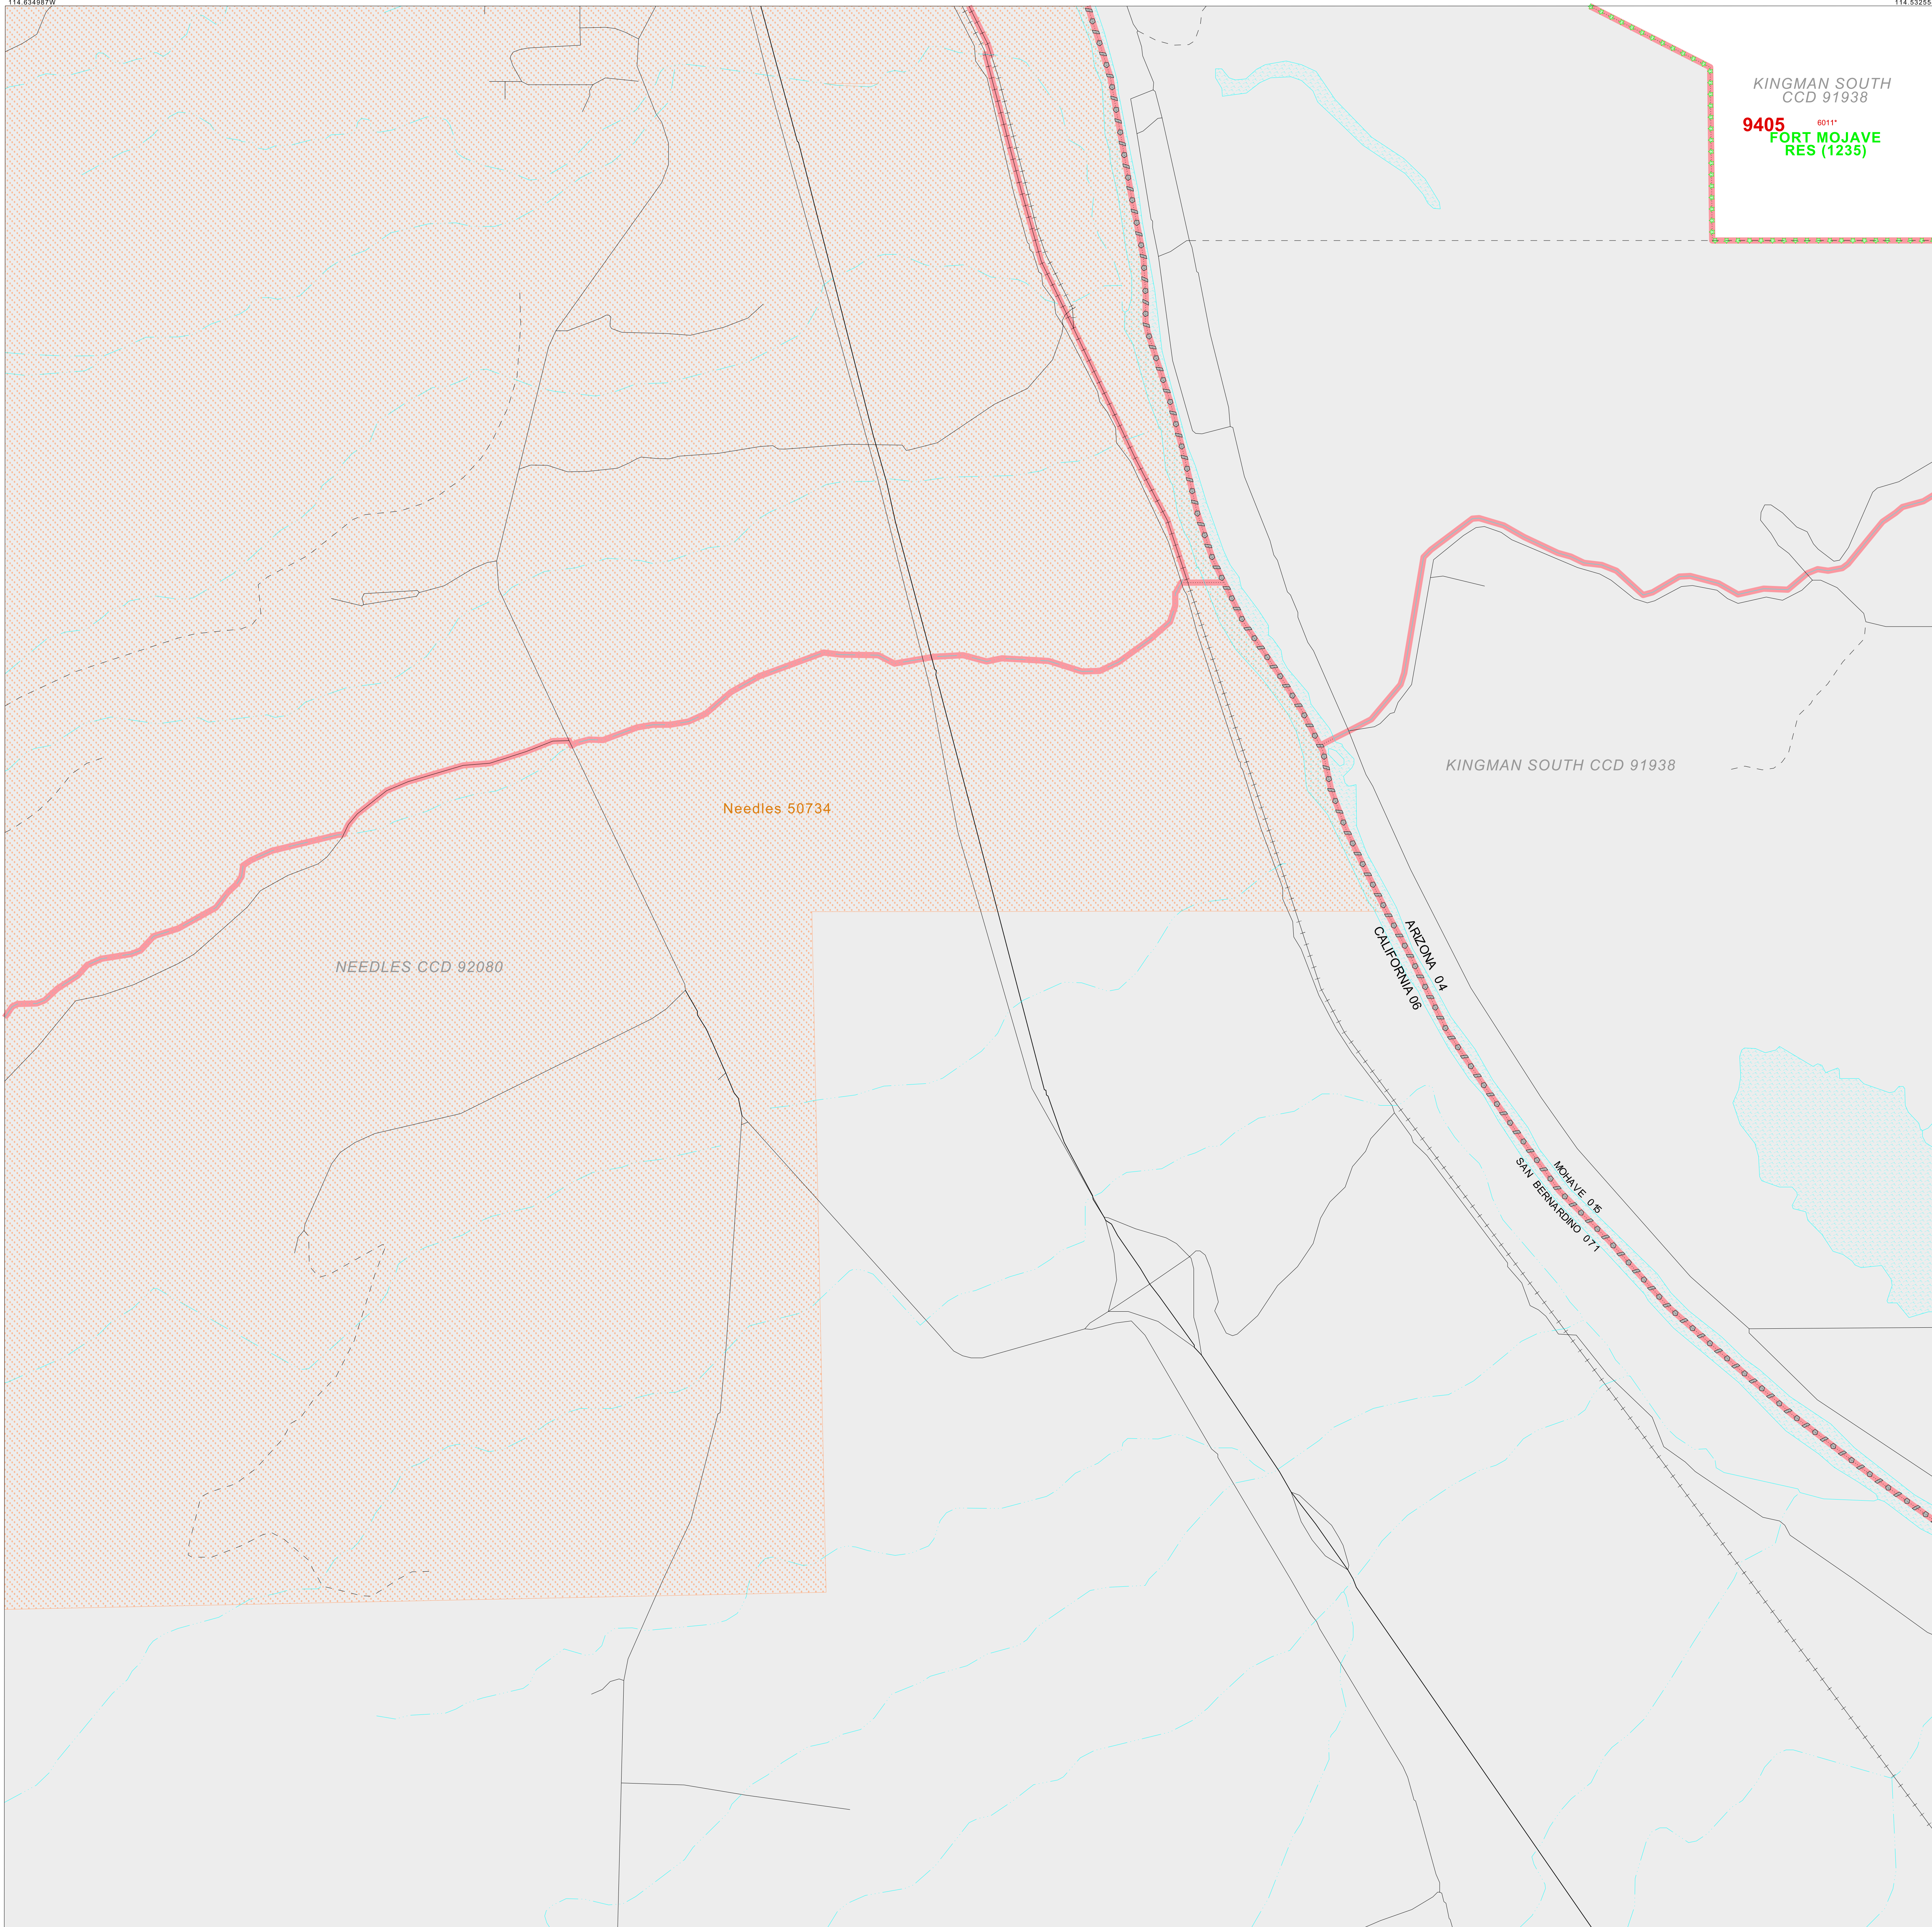 114.634987W
114.53255
KINGMAN SOUTH
CCD 91938
9405
6011*
FORT MOJAVE
RES (1235)
KINGMAN SOUTH CCD 91938
Needles 50734
NEEDLES CCD 92080
ARIZONA 04
CALIFORNIA 06
MOHAVE 015
SAN BERNARDINO 071